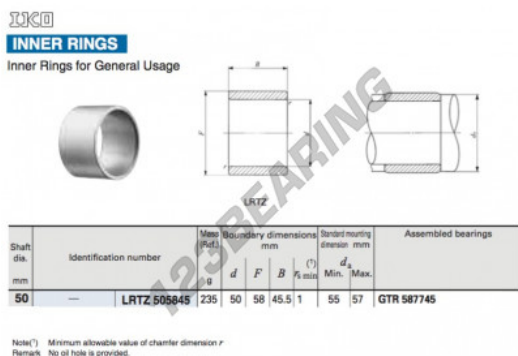 IKO
INNER RINGS
Inner Rings for General Usage
B
F
d
r
r
dₐ
LRTZ
123BEARING
Shaft dia. mm
Identification number
Mass (Ref.) g
Boundary dimensions mm
d F B rs min (1)
Standard mounting dimension mm
da
Min. Max.
Assembled bearings
50 — LRTZ 505845 235 50 58 45.5 1 55 57 GTR 587745
Note(1) Minimum allowable value of chamfer dimension r
Remark No oil hole is provided.